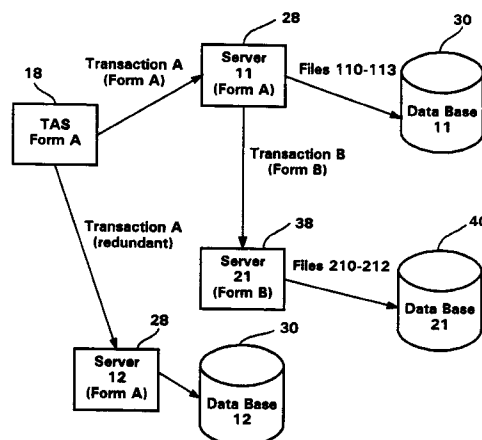 28
30
18
Transaction A
(Form A)
Server
11
(Form A)
Files 110-113
TAS
Form A
Data Base
11
Transaction B
(Form B)
Transaction A
(redundant)
38
40
Server
21
(Form B)
Files 210-212
Data Base
21
28
30
Server
12
(Form A)
Data Base
12